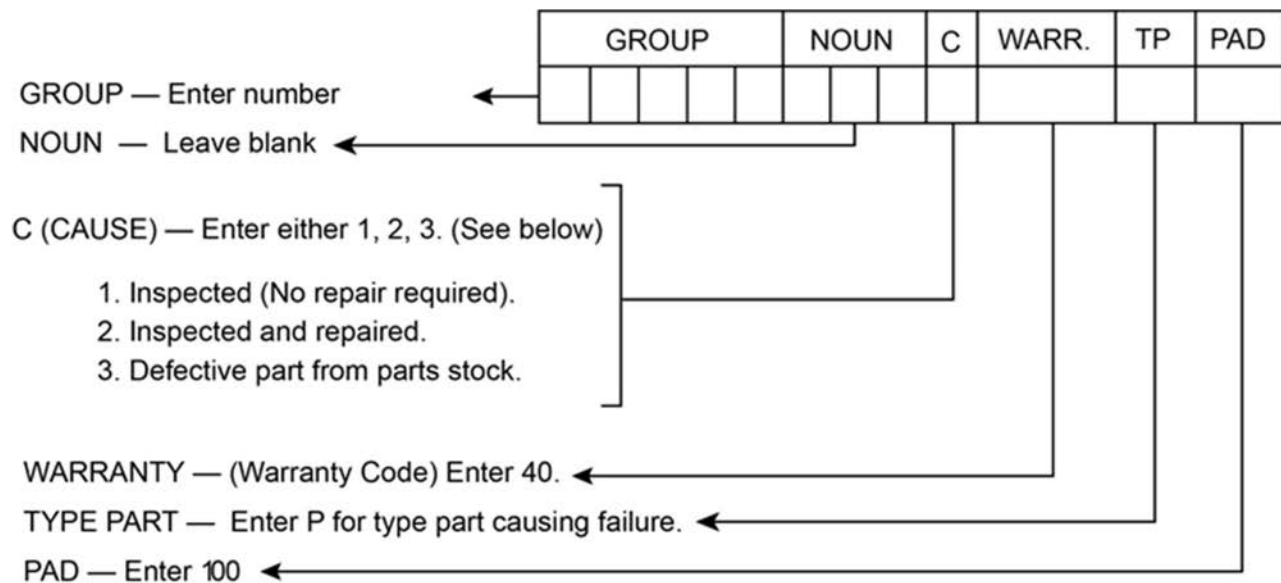 GROUP NOUN C WARR. TP PAD
GROUP — Enter number
NOUN — Leave blank
C (CAUSE) — Enter either 1, 2, 3. (See below)
1. Inspected (No repair required).
2. Inspected and repaired.
3. Defective part from parts stock.
WARRANTY — (Warranty Code) Enter 40.
TYPE PART — Enter P for type part causing failure.
PAD — Enter 100